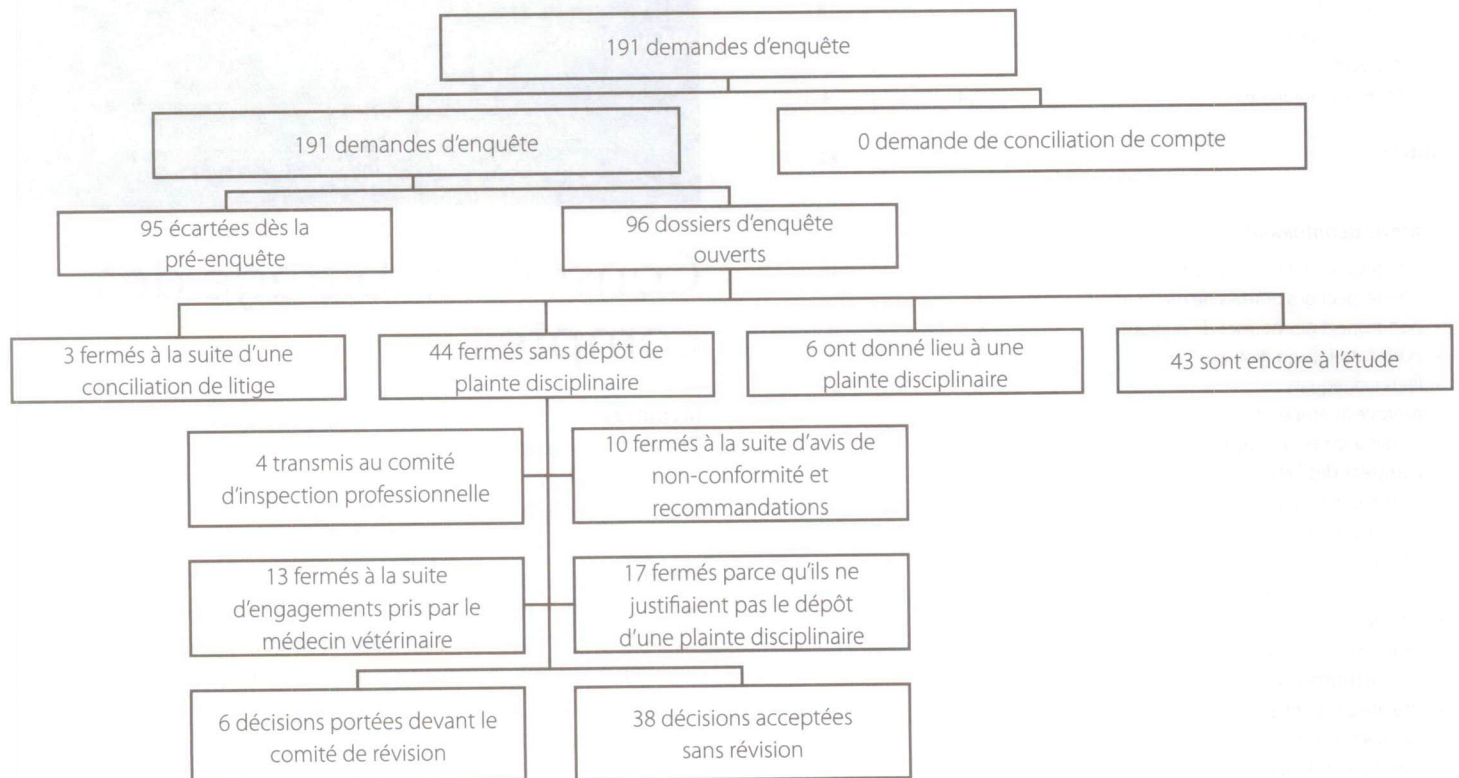 191 demandes d'enquête
191 demandes d'enquête
0 demande de conciliation de compte
95 écartées dès la
pré-enquête
96 dossiers d'enquête
ouverts
3 fermés à la suite d'une
conciliation de litige
44 fermés sans dépôt de
plainte disciplinaire
6 ont donné lieu à une
plainte disciplinaire
43 sont encore à l'étude
4 transmis au comité
d'inspection professionnelle
10 fermés à la suite d'avis de
non-conformité et
recommandations
13 fermés à la suite
d'engagements pris par le
médecin vétérinaire
17 fermés parce qu'ils ne
justifiaient pas le dépôt
d'une plainte disciplinaire
6 décisions portées devant le
comité de révision
38 décisions acceptées
sans révision